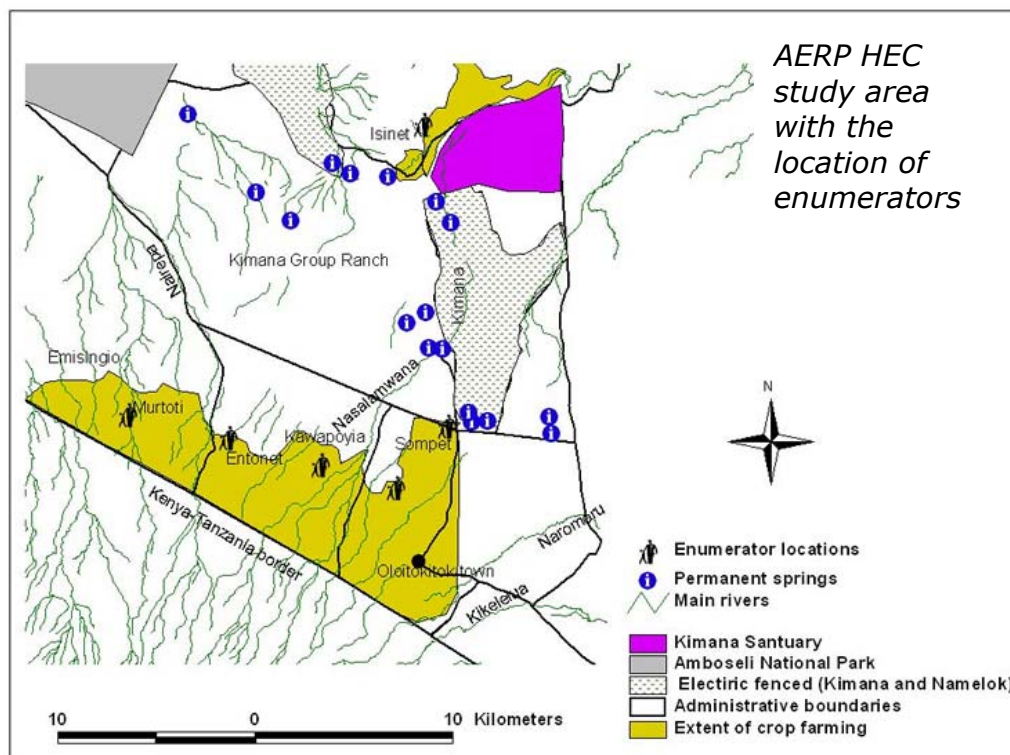 AERP HEC
study area
with the
location of
enumerators
Isinet
Kimana Group Ranch
Nairepa
Kimana
Emisingio
Murtoti
Entonet
Kawapoyia
Nasalamwana
Sompet
Kenya-Tanzania border
Oloitokitok town
Naromoru
Kikelelwa
N
Enumerator locations
Permanent springs
Main rivers
Kimana Santuary
Amboseli National Park
Electiric fenced (Kimana and Namelok)
Administrative boundaries
Extent of crop farming
10 0 10 Kilometers